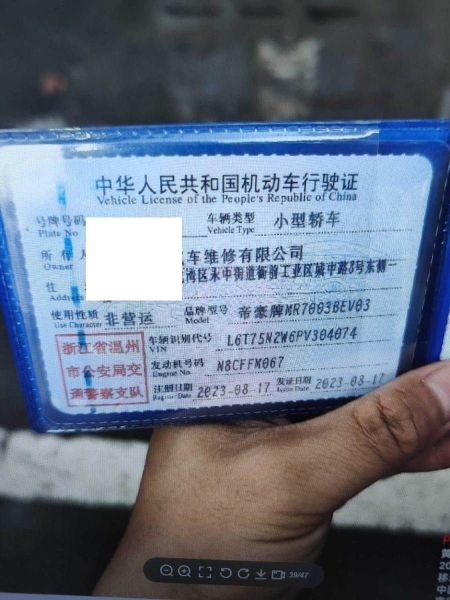 中华人民共和国机动车行驶证
Vehicle License of the People's Republic of China
号牌号码 车辆类型 小型轿车
Plate No Vehicle Type
所有人 车维修有限公司
Owner
住 湾区永中街道衙前工业区城中路8号东侧一
Address
使用性质 非营运 品牌型号 帝豪牌MR7003BEV03
Use Character Model
浙江省温州 车辆识别代号 L6T75N2W6PV304074
VIN
市公安局交 发动机号码 N8CFFM067
Engine No.
通警察支队 注册日期 2023-08-17 发证日期 2023-08-17
Register Date Issue Date
39/47
黄
20
移
中